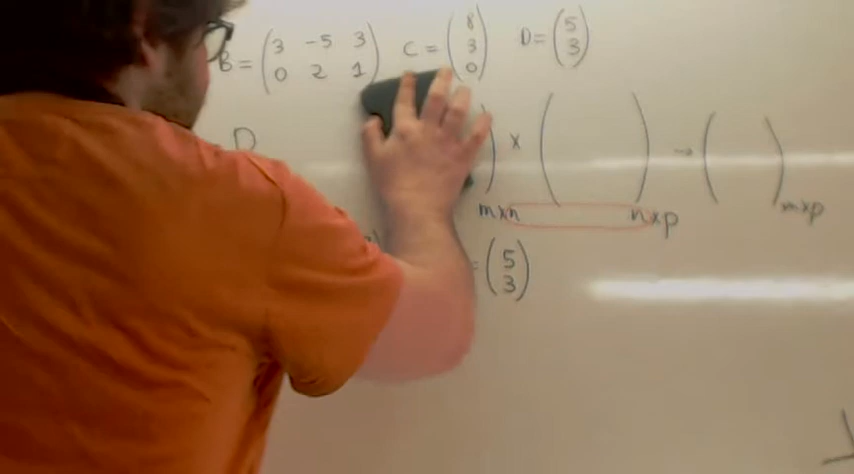 B = (3 -5 3) C = (8) D = (5)
(0 2 1) (3) (3)
(0)
D ) × ( ) → ( )
m×n n×p m×p
= (5)
(3)